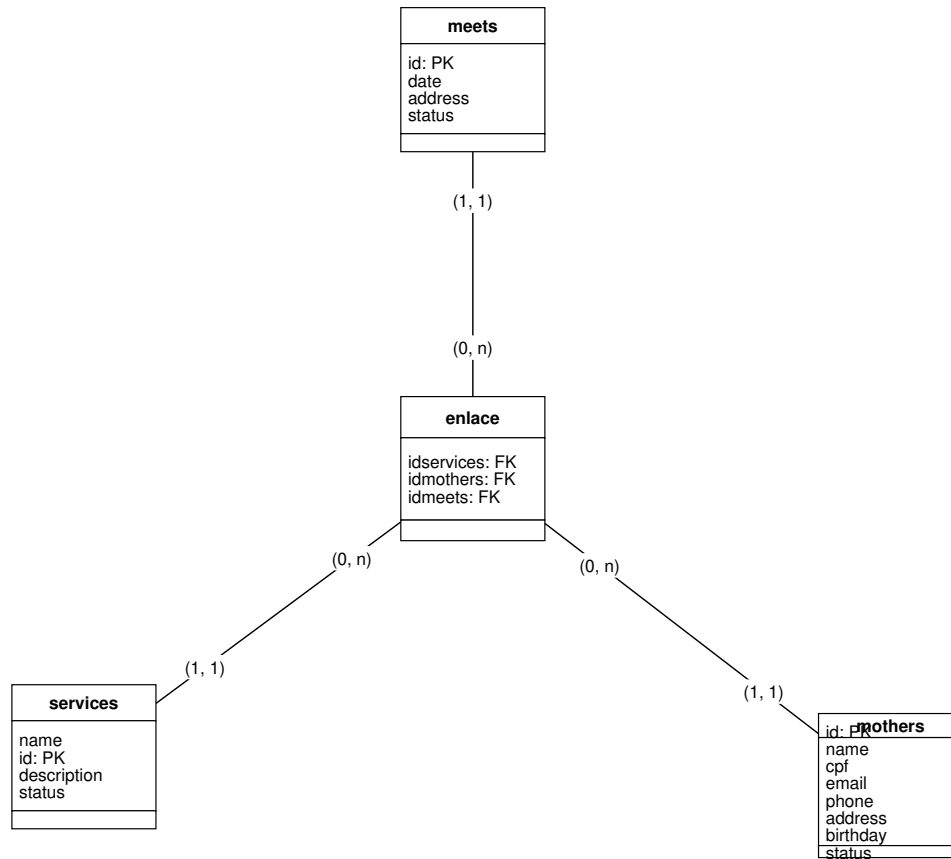 meets
id: PK
date
address
status
(1, 1)
(0, n)
enlace
idservices: FK
idmothers: FK
idmeets: FK
(0, n)
(0, n)
(1, 1)
(1, 1)
services
name
id: PK
description
status
mothers
id: PK
name
cpf
email
phone
address
birthday
status